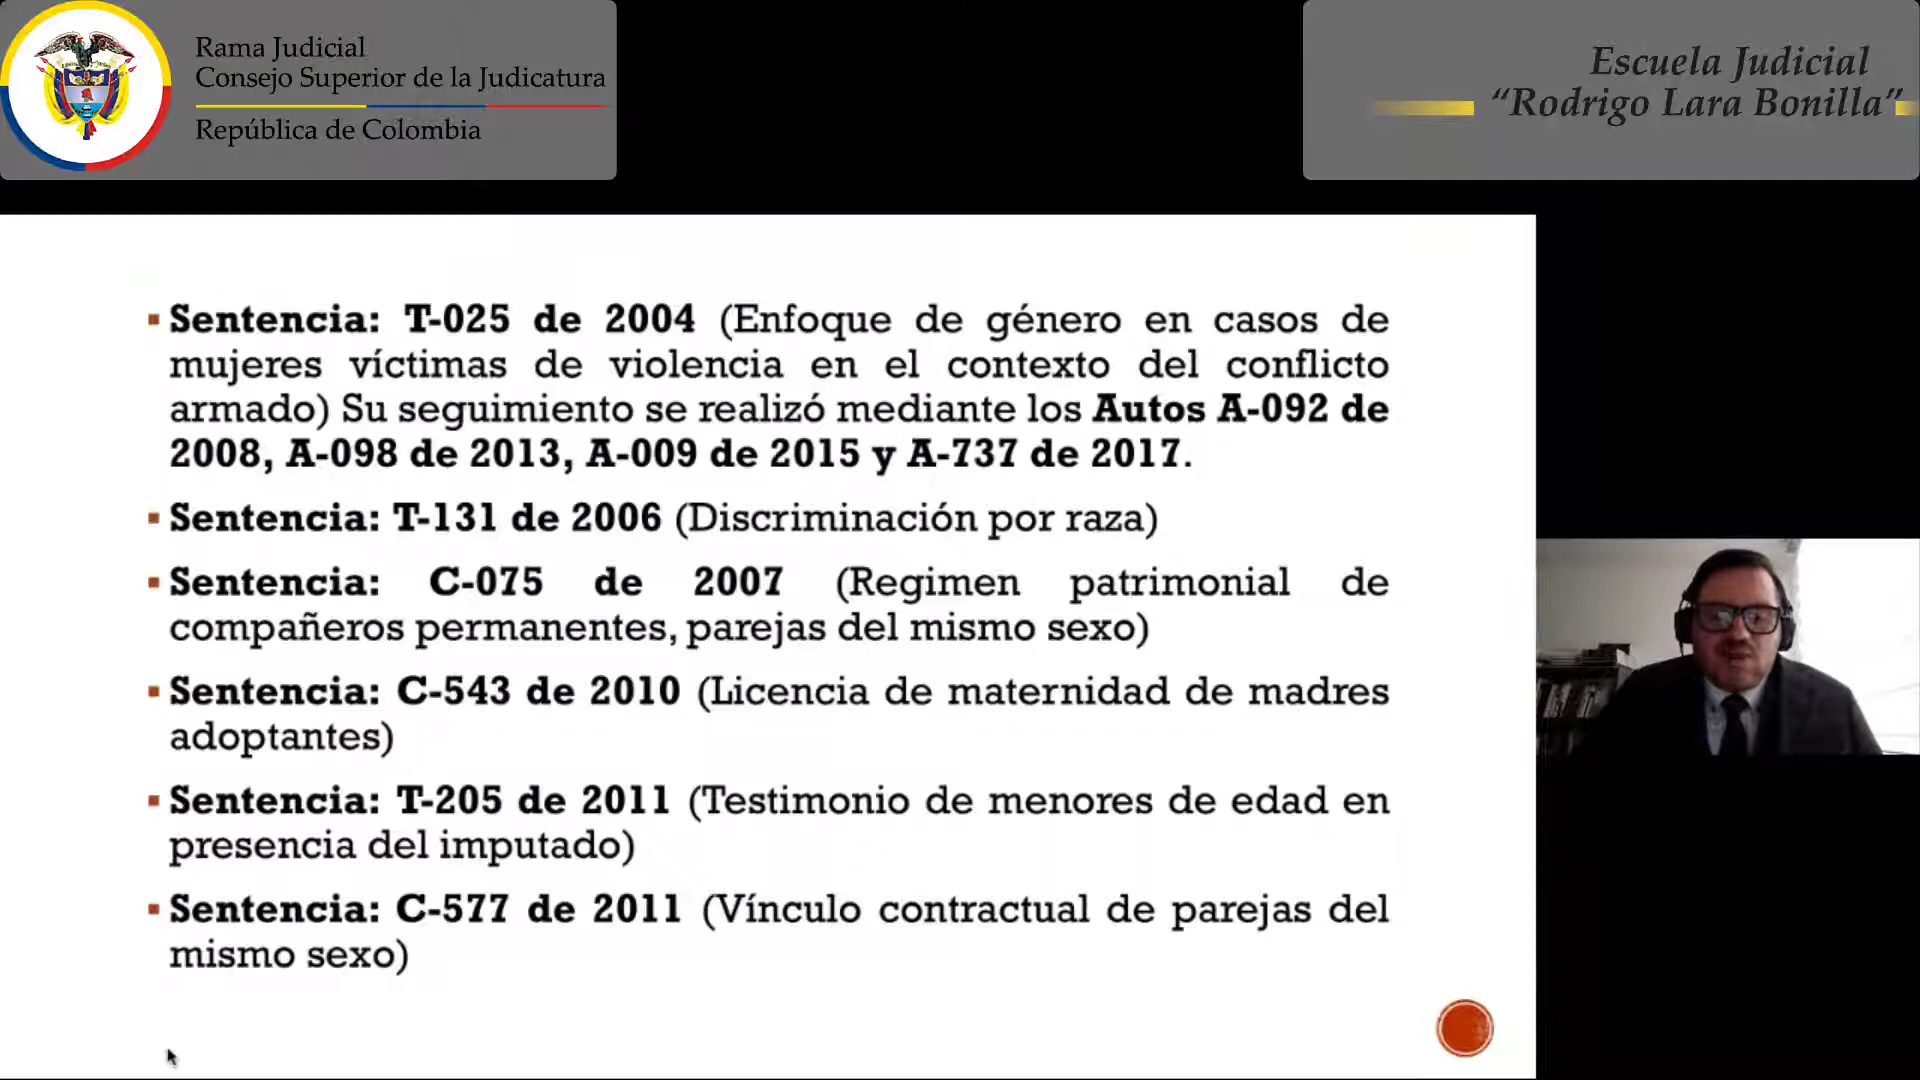 Rama Judicial
Consejo Superior de la Judicatura
República de Colombia
Escuela Judicial
“Rodrigo Lara Bonilla”
▪ Sentencia: T-025 de 2004 (Enfoque de género en casos de
mujeres víctimas de violencia en el contexto del conflicto
armado) Su seguimiento se realizó mediante los Autos A-092 de
2008, A-098 de 2013, A-009 de 2015 y A-737 de 2017.
▪ Sentencia: T-131 de 2006 (Discriminación por raza)
▪ Sentencia: C-075 de 2007 (Regimen patrimonial de
compañeros permanentes, parejas del mismo sexo)
▪ Sentencia: C-543 de 2010 (Licencia de maternidad de madres
adoptantes)
▪ Sentencia: T-205 de 2011 (Testimonio de menores de edad en
presencia del imputado)
▪ Sentencia: C-577 de 2011 (Vínculo contractual de parejas del
mismo sexo)